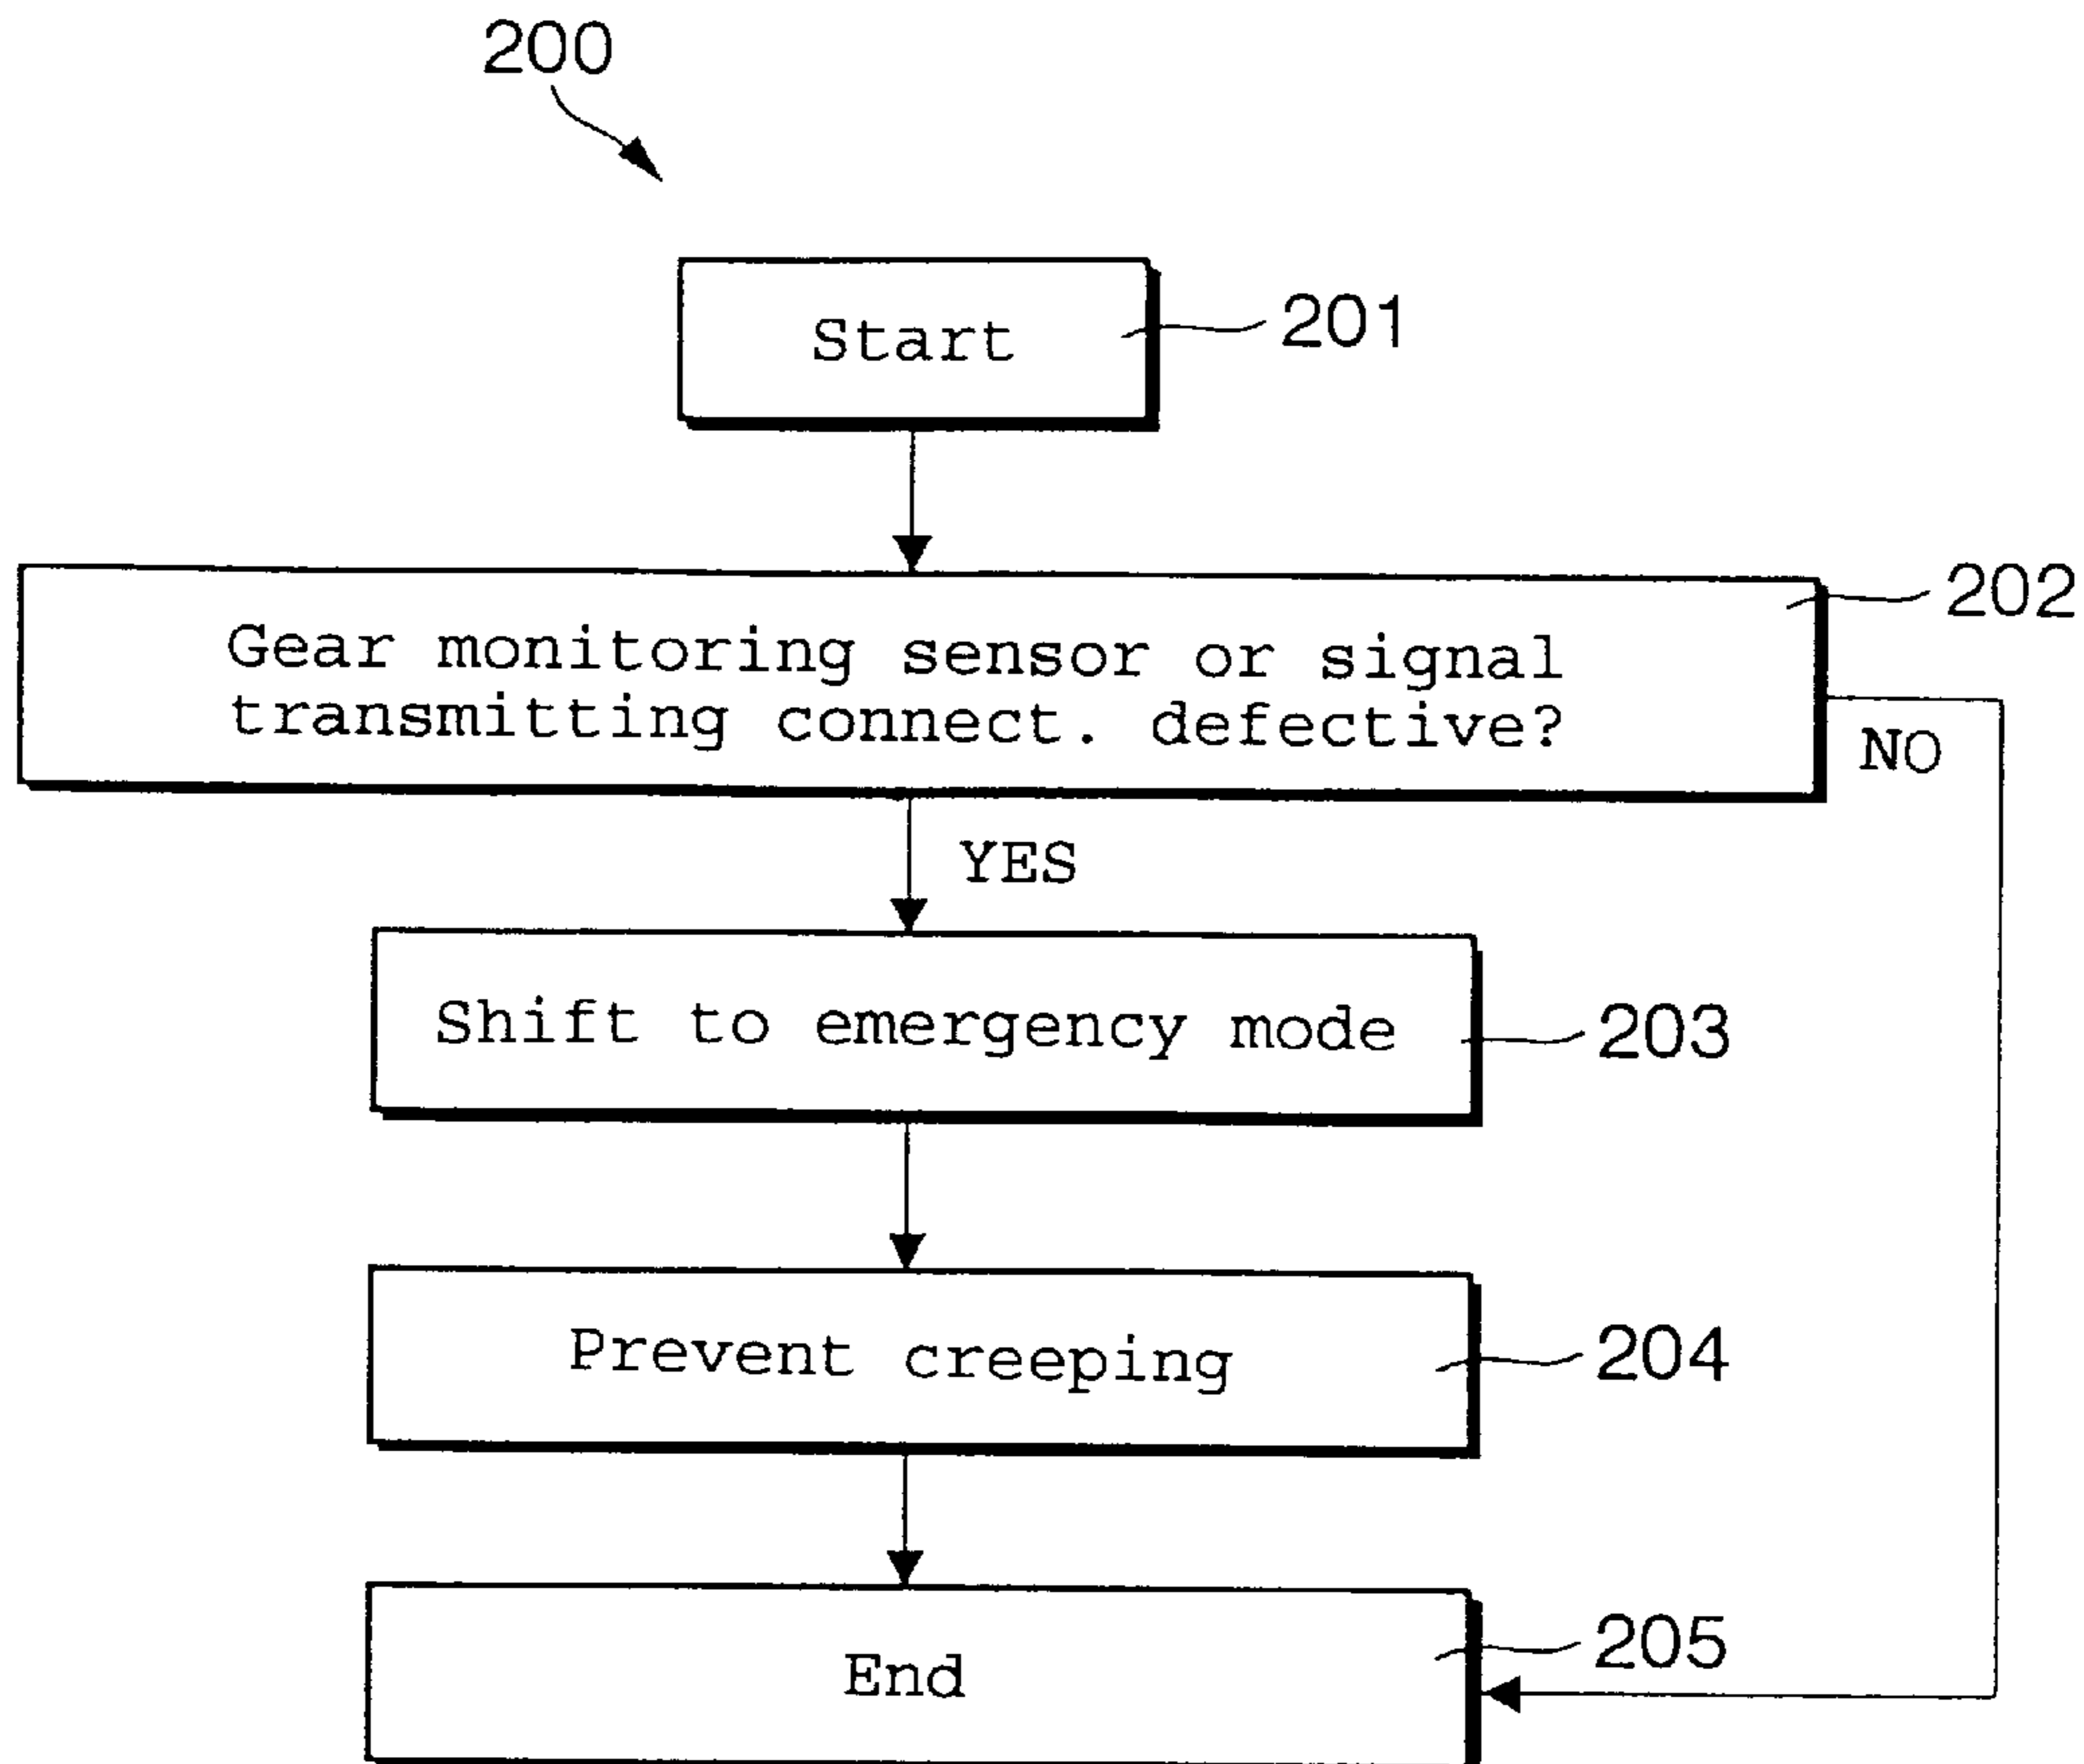 200
Start
201
202
Gear monitoring sensor or signal
transmitting connect. defective?
NO
YES
Shift to emergency mode
203
Prevent creeping
204
End
205